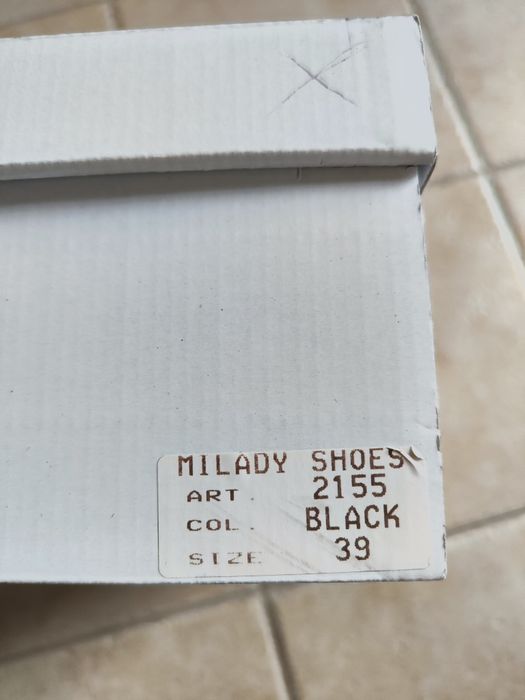 MILADY SHOES
ART. 2155
COL. BLACK
SIZE 39